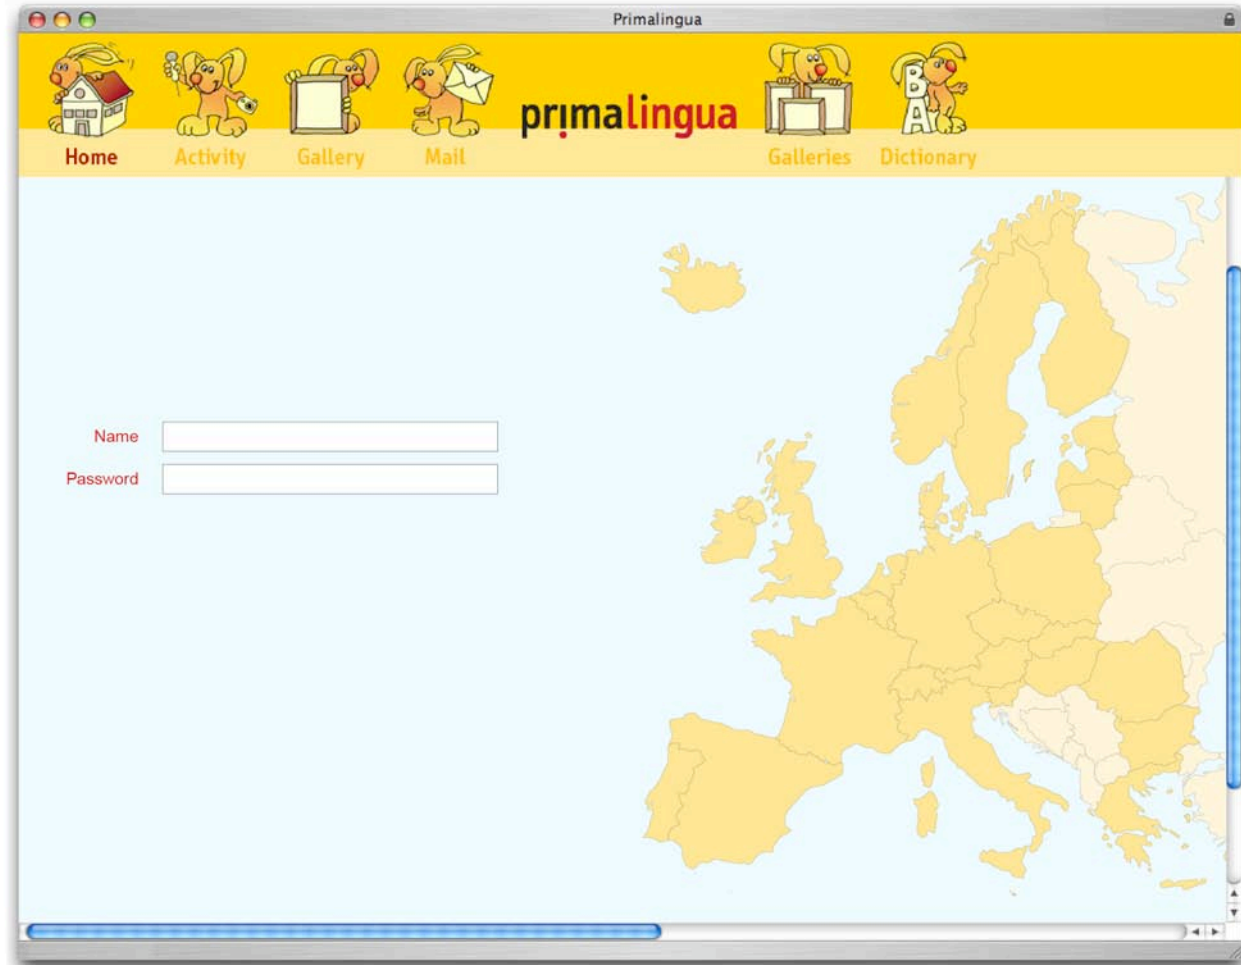 Primalingua
B
A
primalingua
Home
Activity
Gallery
Mail
Galleries
Dictionary
Name
Password